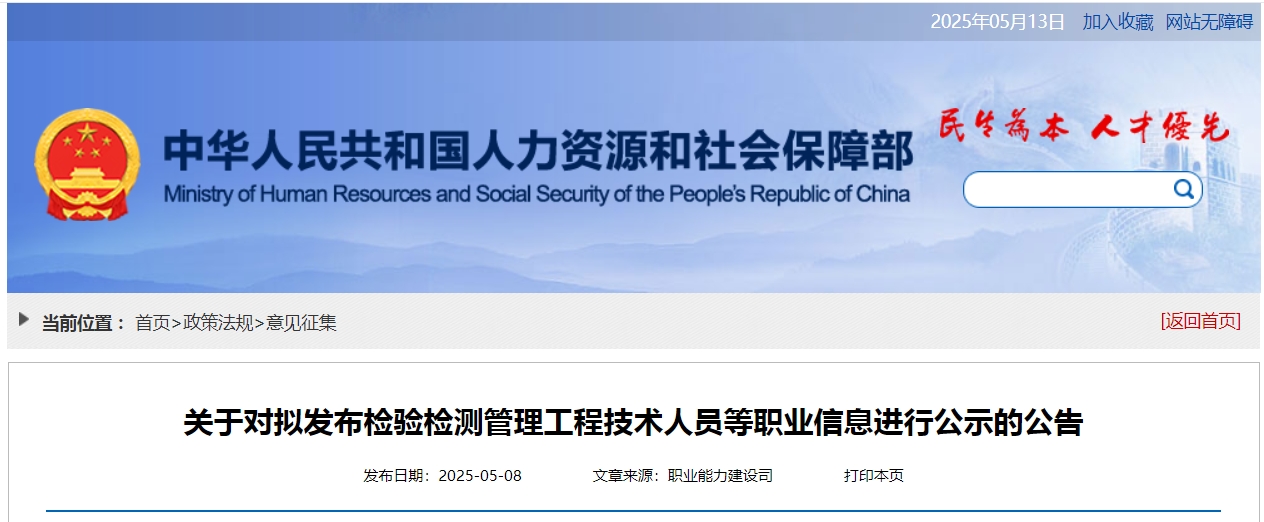 2025年05月13日 加入收藏 网站无障碍
民生為本 人才優先
中华人民共和国人力资源和社会保障部
Ministry of Human Resources and Social Security of the People's Republic of China
当前位置： 首页>政策法规>意见征集 [返回首页]
关于对拟发布检验检测管理工程技术人员等职业信息进行公示的公告
发布日期：2025-05-08 文章来源：职业能力建设司 打印本页